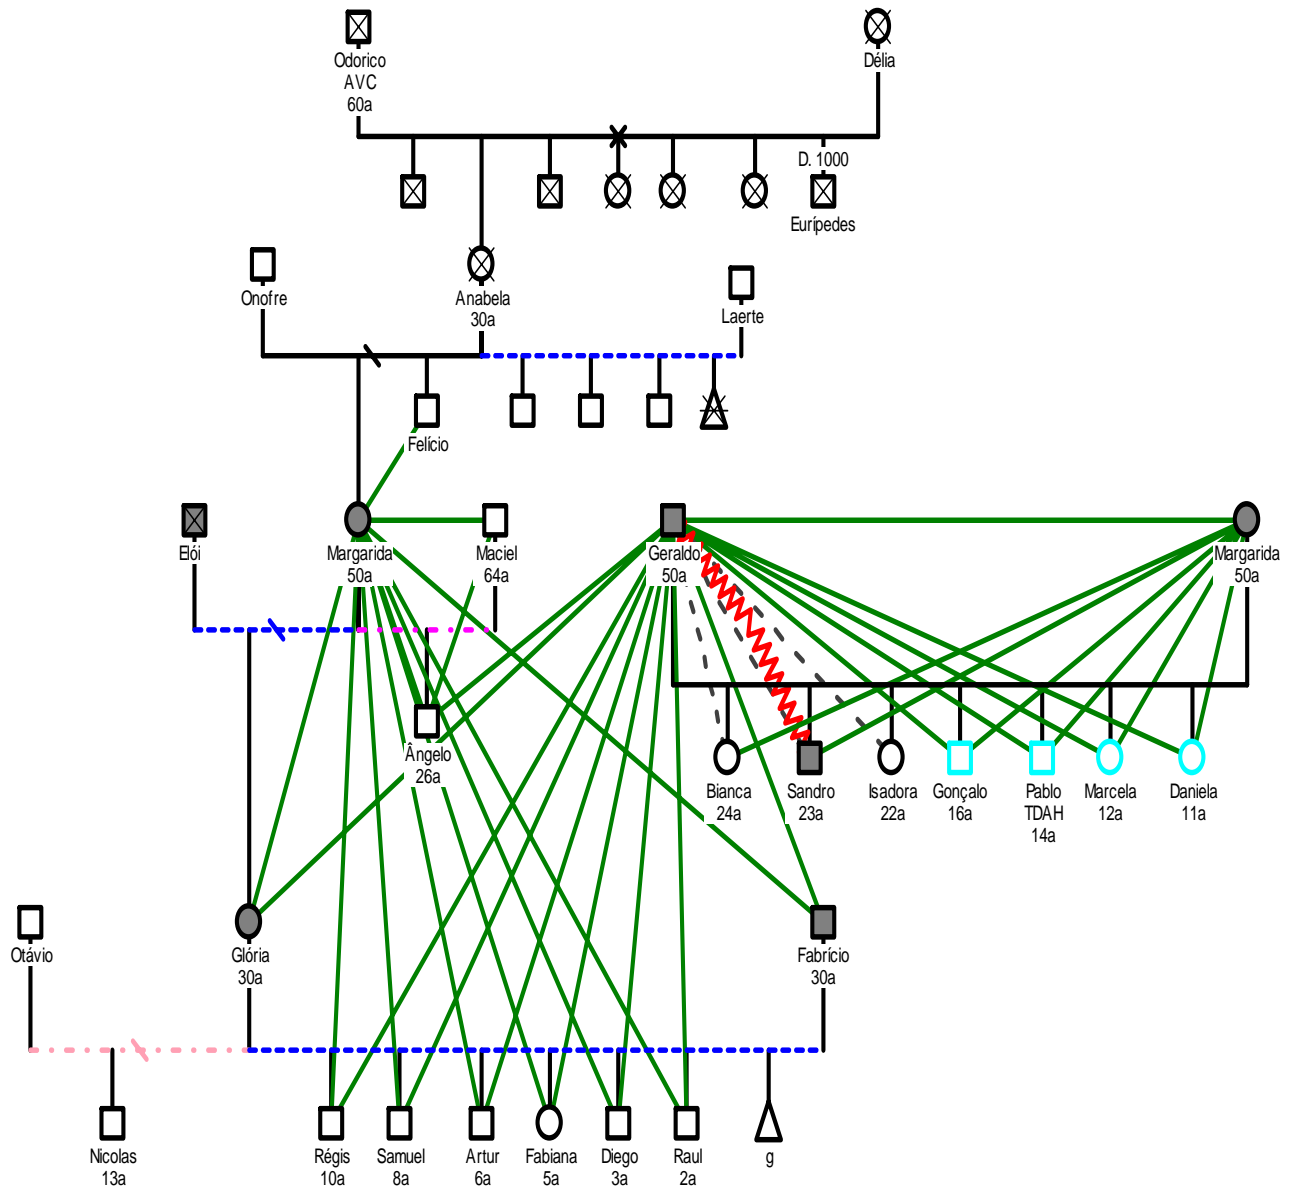 Odorico
AVC
60a
Délia
D. 1000
Eurípedes
Onofre
Anabela
30a
Laerte
Felício
Elói
Margarida
50a
Maciel
64a
Geraldo
50a
Margarida
50a
Ângelo
26a
Bianca
24a
Sandro
23a
Isadora
22a
Gonçalo
16a
Pablo
TDAH
14a
Marcela
12a
Daniela
11a
Otávio
Glória
30a
Fabrício
30a
Nicolas
13a
Régis
10a
Samuel
8a
Artur
6a
Fabiana
5a
Diego
3a
Raul
2a
g